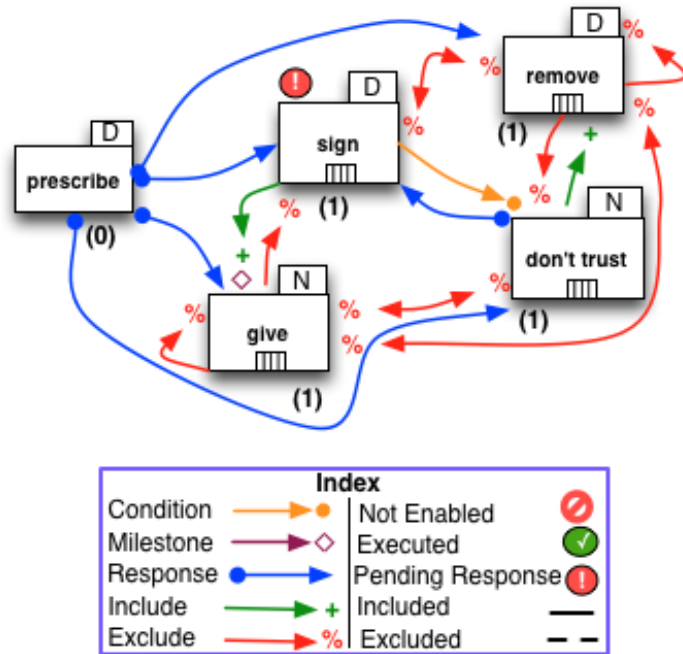 D
remove
%
%
%
(1)
%
+
!
D
sign
%
(1)
D
prescribe
(0)
%
N
don't trust
%
(1)
+
%
N
give
%
%
%
(1)
Index
Condition
Milestone
Response
Include +
Exclude %
Not Enabled
Executed √
Pending Response !
Included
Excluded